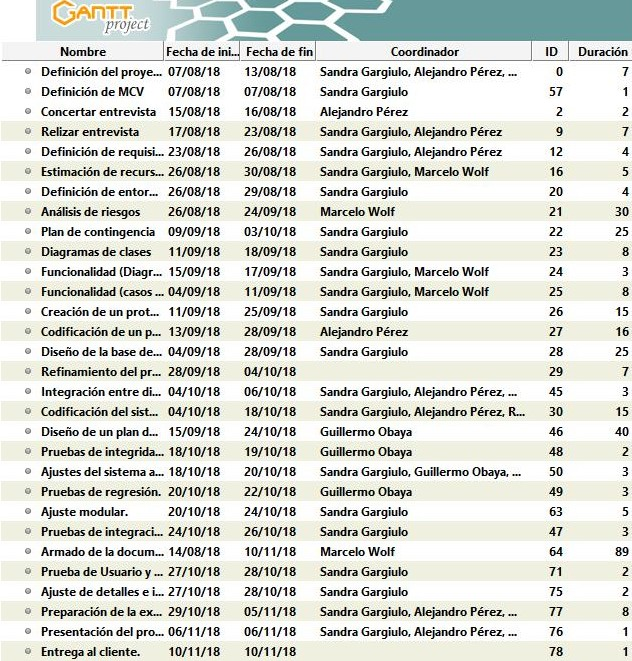 GANTT
project
Nombre Fecha de ini... Fecha de fin Coordinador ID Duración
Definición del proye... 07/08/18 13/08/18 Sandra Gargiulo, Alejandro Pérez, ... 0 7
Definición de MCV 07/08/18 07/08/18 Sandra Gargiulo 57 1
Concertar entrevista 15/08/18 16/08/18 Alejandro Pérez 2 2
Relizar entrevista 17/08/18 23/08/18 Sandra Gargiulo, Alejandro Pérez 9 7
Definición de requisi... 23/08/18 26/08/18 Sandra Gargiulo, Alejandro Pérez 12 4
Estimación de recurs... 26/08/18 30/08/18 Sandra Gargiulo, Marcelo Wolf 16 5
Definición de entor... 26/08/18 29/08/18 Sandra Gargiulo 20 4
Análisis de riesgos 26/08/18 24/09/18 Marcelo Wolf 21 30
Plan de contingencia 09/09/18 03/10/18 Sandra Gargiulo 22 25
Diagramas de clases 11/09/18 18/09/18 Sandra Gargiulo 23 8
Funcionalidad (Diagr... 15/09/18 17/09/18 Sandra Gargiulo, Marcelo Wolf 24 3
Funcionalidad (casos ... 04/09/18 11/09/18 Sandra Gargiulo, Marcelo Wolf 25 8
Creación de un prot... 11/09/18 25/09/18 Sandra Gargiulo 26 15
Codificación de un p... 13/09/18 28/09/18 Alejandro Pérez 27 16
Diseño de la base de... 04/09/18 28/09/18 Sandra Gargiulo 28 25
Refinamiento del pr... 28/09/18 04/10/18 29 7
Integración entre di... 04/10/18 06/10/18 Sandra Gargiulo, Alejandro Pérez, ... 45 3
Codificación del sist... 04/10/18 18/10/18 Sandra Gargiulo, Alejandro Pérez, R... 30 15
Diseño de un plan d... 15/09/18 24/10/18 Guillermo Obaya 46 40
Pruebas de integrida... 18/10/18 19/10/18 Guillermo Obaya 48 2
Ajustes del sistema a... 18/10/18 20/10/18 Sandra Gargiulo, Guillermo Obaya, ... 50 3
Pruebas de regresión. 20/10/18 22/10/18 Guillermo Obaya 49 3
Ajuste modular. 20/10/18 24/10/18 Sandra Gargiulo 63 5
Pruebas de integraci... 24/10/18 26/10/18 Sandra Gargiulo 47 3
Armado de la docum... 14/08/18 10/11/18 Marcelo Wolf 64 89
Prueba de Usuario y ... 27/10/18 28/10/18 Sandra Gargiulo 71 2
Ajuste de detalles e i... 27/10/18 28/10/18 Sandra Gargiulo 75 2
Preparación de la ex... 29/10/18 05/11/18 Sandra Gargiulo, Alejandro Pérez, ... 77 8
Presentación del pro... 06/11/18 06/11/18 Sandra Gargiulo, Alejandro Pérez, ... 76 1
Entrega al cliente. 10/11/18 10/11/18 78 1